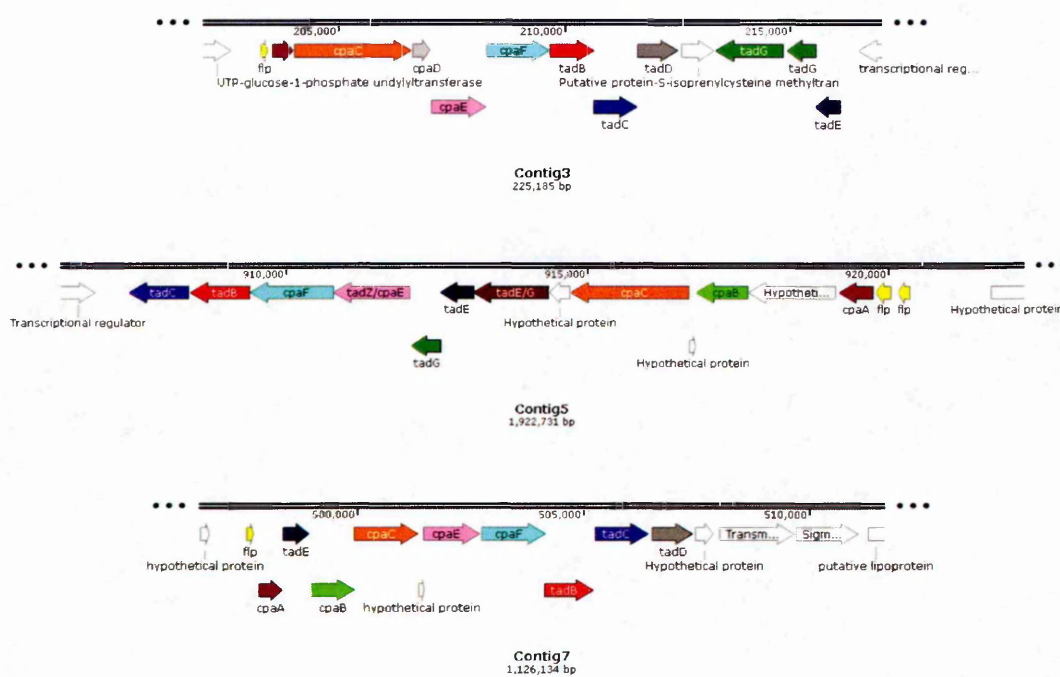 205,000
210,000
215,000
cpaC
cpaF
tadG
flp
cpaD
tadB
tadD
tadG
transcriptional reg...
UTP-glucose-1-phosphate undylyltransferase
Putative protein-S-isoprenylcysteine methyltran
cpaE
tadC
tadE
Contig3
225,185 bp
910,000
915,000
920,000
tadC
tadB
cpaF
tadZ/cpaE
tadE/G
cpaC
cpaB
Hypotheti...
Transcriptional regulator
tadE
Hypothetical protein
cpaA
flp
flp
Hypothetical protein
tadG
Hypothetical protein
Contig5
1,922,731 bp
500,000
505,000
510,000
cpaC
cpaE
cpaF
tadC
Transm...
Sigm...
hypothetical protein
flp
tadE
tadD
Hypothetical protein
putative lipoprotein
cpaA
cpaB
hypothetical protein
tadB
Contig7
1,126,134 bp